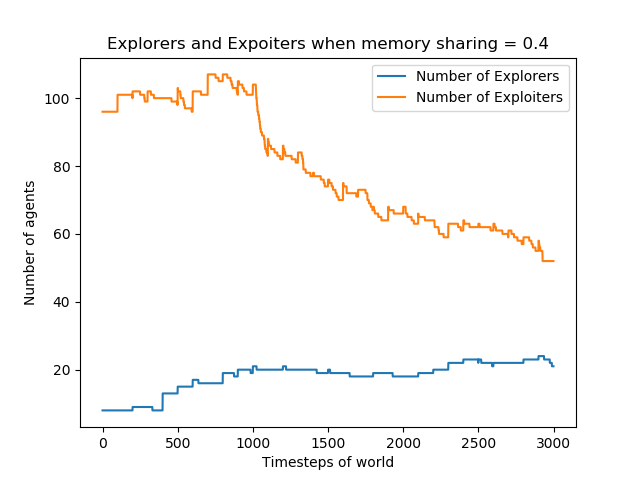 Explorers and Expoiters when memory sharing = 0.4
Number of Explorers
Number of Exploiters
Number of agents
100
80
60
40
20
0 500 1000 1500 2000 2500 3000
Timesteps of world